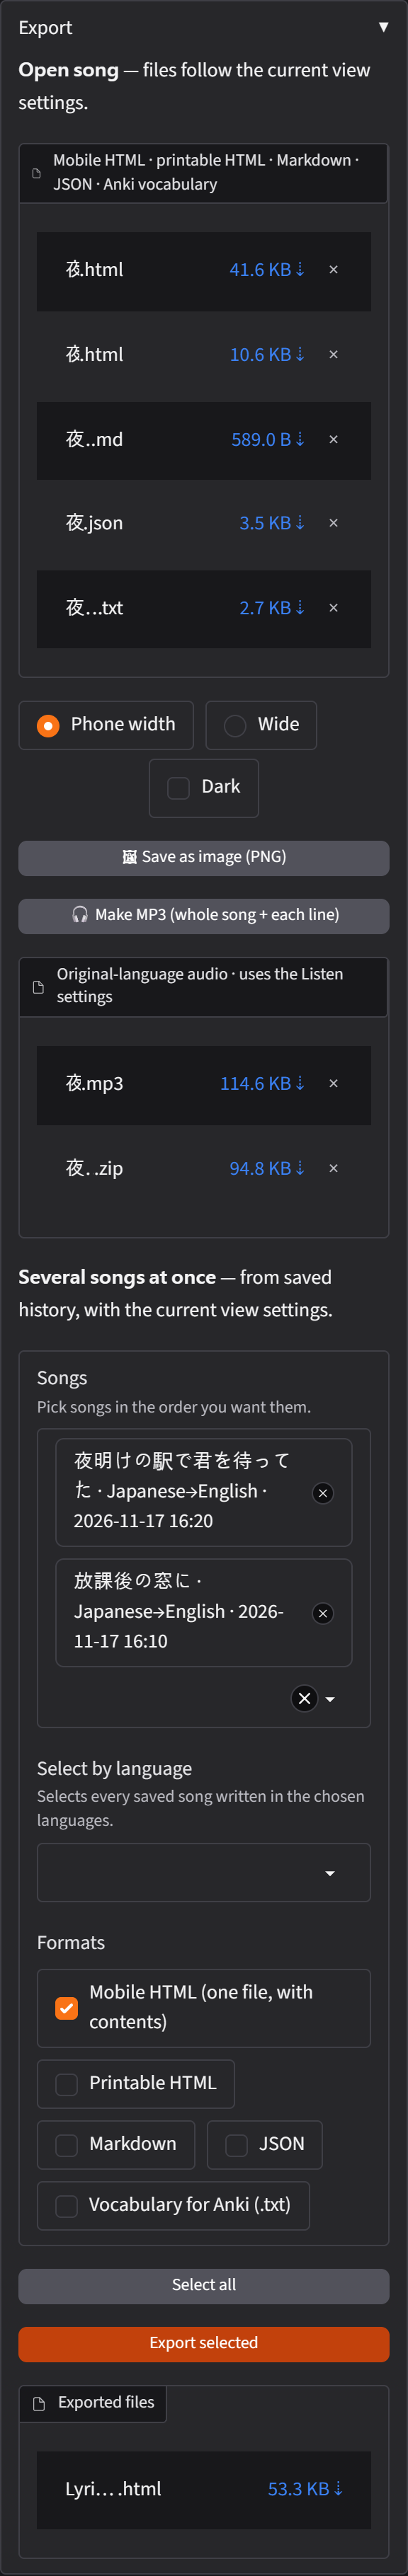 Export ▼
Open song — files follow the current view
settings.
Mobile HTML · printable HTML · Markdown ·
JSON · Anki vocabulary
夜.html 41.6 KB ⇣ ×
夜.html 10.6 KB ⇣ ×
夜..md 589.0 B ⇣ ×
夜.json 3.5 KB ⇣ ×
夜...txt 2.7 KB ⇣ ×
Phone width Wide
Dark
🖼 Save as image (PNG)
🎧 Make MP3 (whole song + each line)
Original-language audio · uses the Listen
settings
夜.mp3 114.6 KB ⇣ ×
夜. .zip 94.8 KB ⇣ ×
Several songs at once — from saved
history, with the current view settings.
Songs
Pick songs in the order you want them.
夜明けの駅で君を待って
た · Japanese→English ·
2026-11-17 16:20
放課後の窓に ·
Japanese→English · 2026-
11-17 16:10
Select by language
Selects every saved song written in the chosen
languages.
Formats
Mobile HTML (one file, with
contents)
Printable HTML
Markdown JSON
Vocabulary for Anki (.txt)
Select all
Export selected
Exported files
Lyri... .html 53.3 KB ⇣